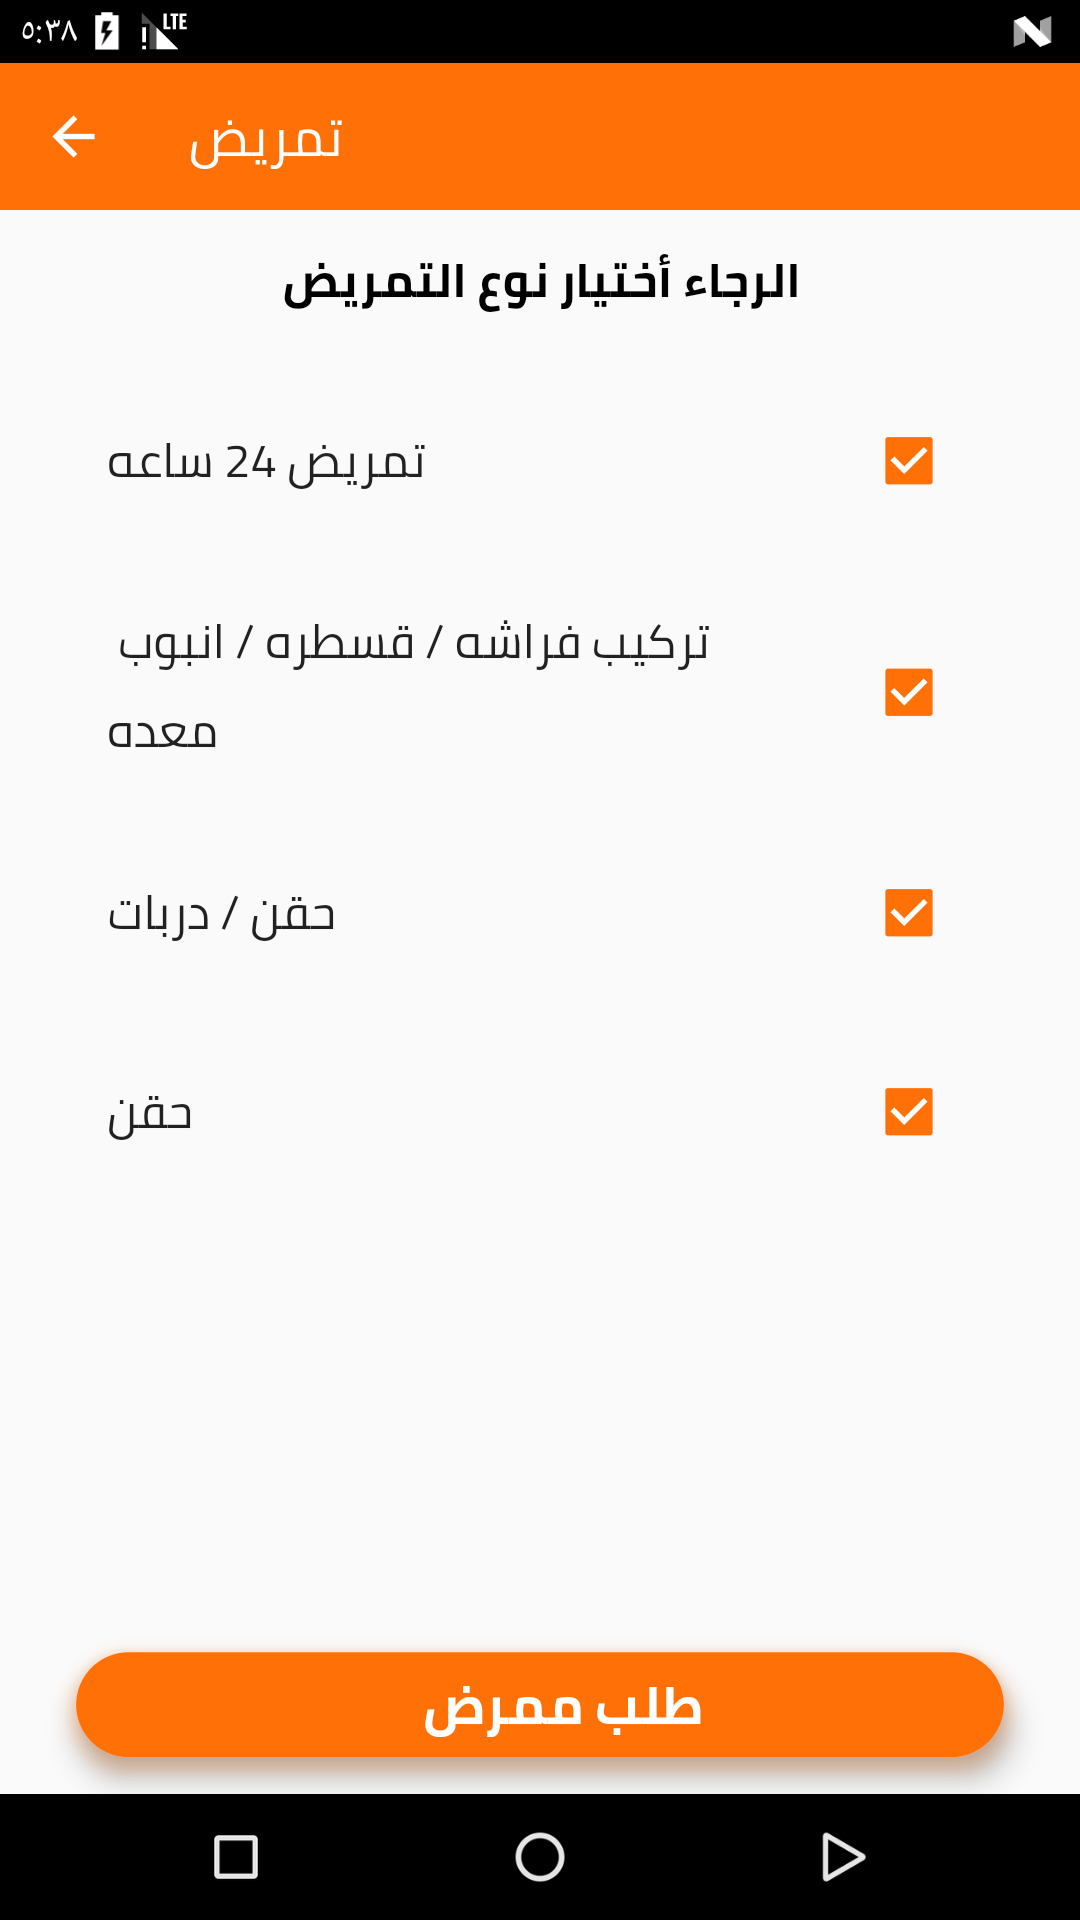 ٥:٣٨ LTE
تمريض
الرجاء أختيار نوع التمريض
تمريض 24 ساعه
تركيب فراشه / قسطره / انبوب
معده
حقن / دربات
حقن
طلب ممرض